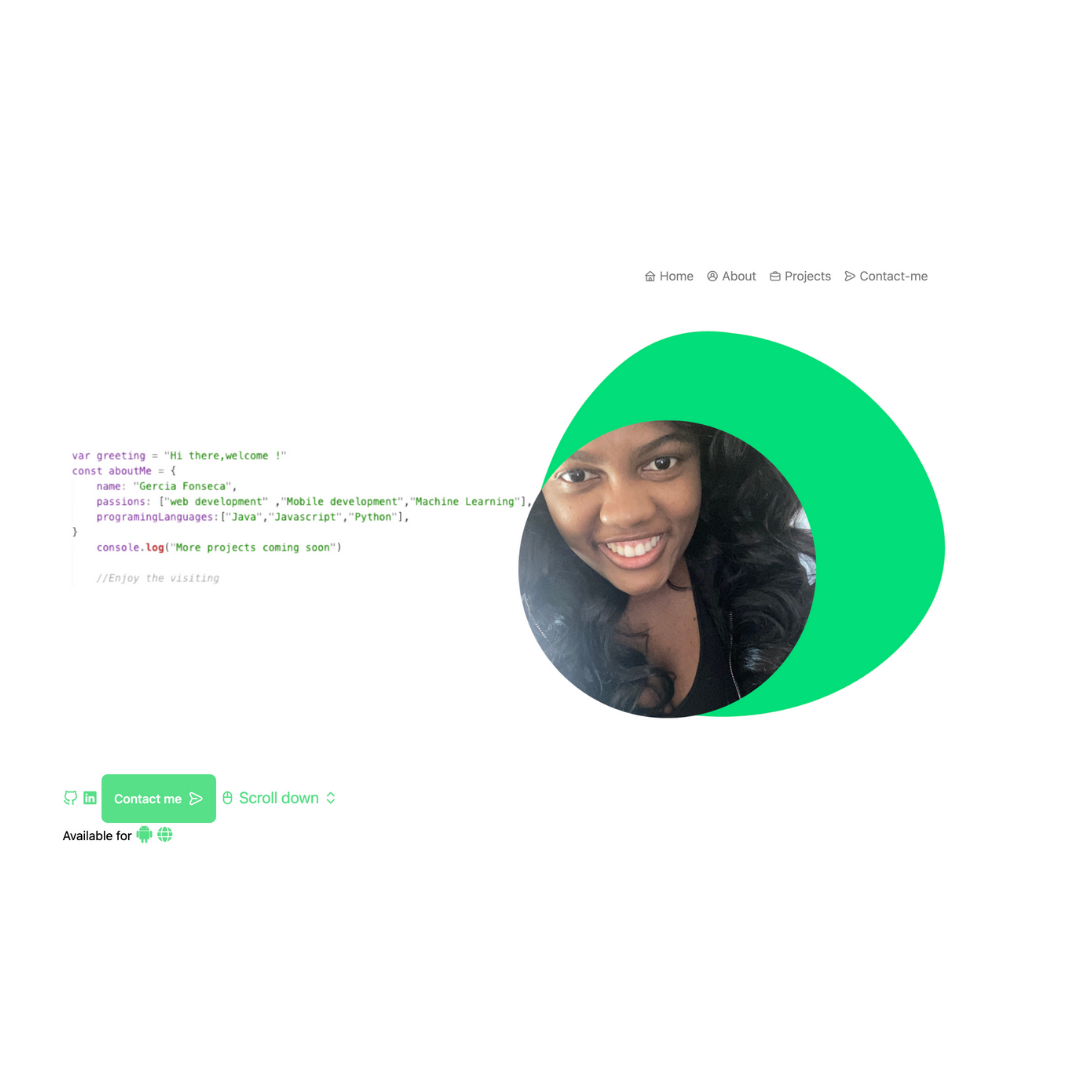 Home About Projects Contact-me
var greeting = "Hi there,welcome !"
const aboutMe = {
name: "Gercia Fonseca",
passions: ["web development" ,"Mobile development","Machine Learning"],
programingLanguages:["Java","Javascript","Python"],
}
console.log("More projects coming soon")
//Enjoy the visiting
in Contact me Scroll down
Available for